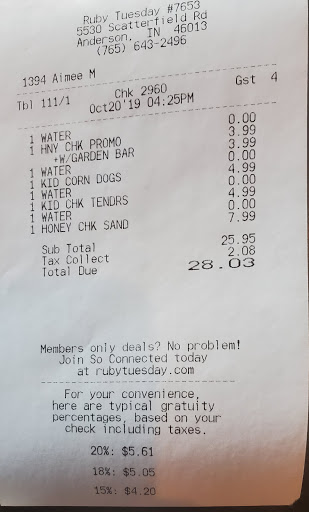 Ruby Tuesday #7653
5530 Scatterfield Rd
Anderson, IN 46013
(765) 643-2496
1394 Aimee M
Tbl 111/1 Chk 2960 Gst 4
Oct20'19 04:25PM
1 WATER 0.00
1 HNY CHK PROMO 3.99
+W/GARDEN BAR 3.99
1 WATER 0.00
1 KID CORN DOGS 4.99
1 WATER 0.00
1 KID CHK TENDRS 4.99
1 WATER 0.00
1 HONEY CHK SAND 7.99
Sub Total 25.95
Tax Collect 2.08
Total Due 28.03
Members only deals? No problem!
Join So Connected today
at rubytuesday.com
For your convenience,
here are typical gratuity
percentages, based on your
check including taxes.
20%: $5.61
18%: $5.05
15%: $4.20